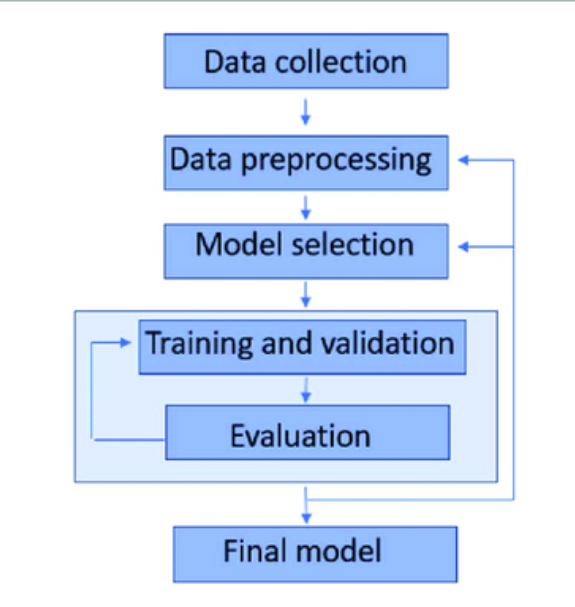 Data collection
Data preprocessing
Model selection
Training and validation
Evaluation
Final model